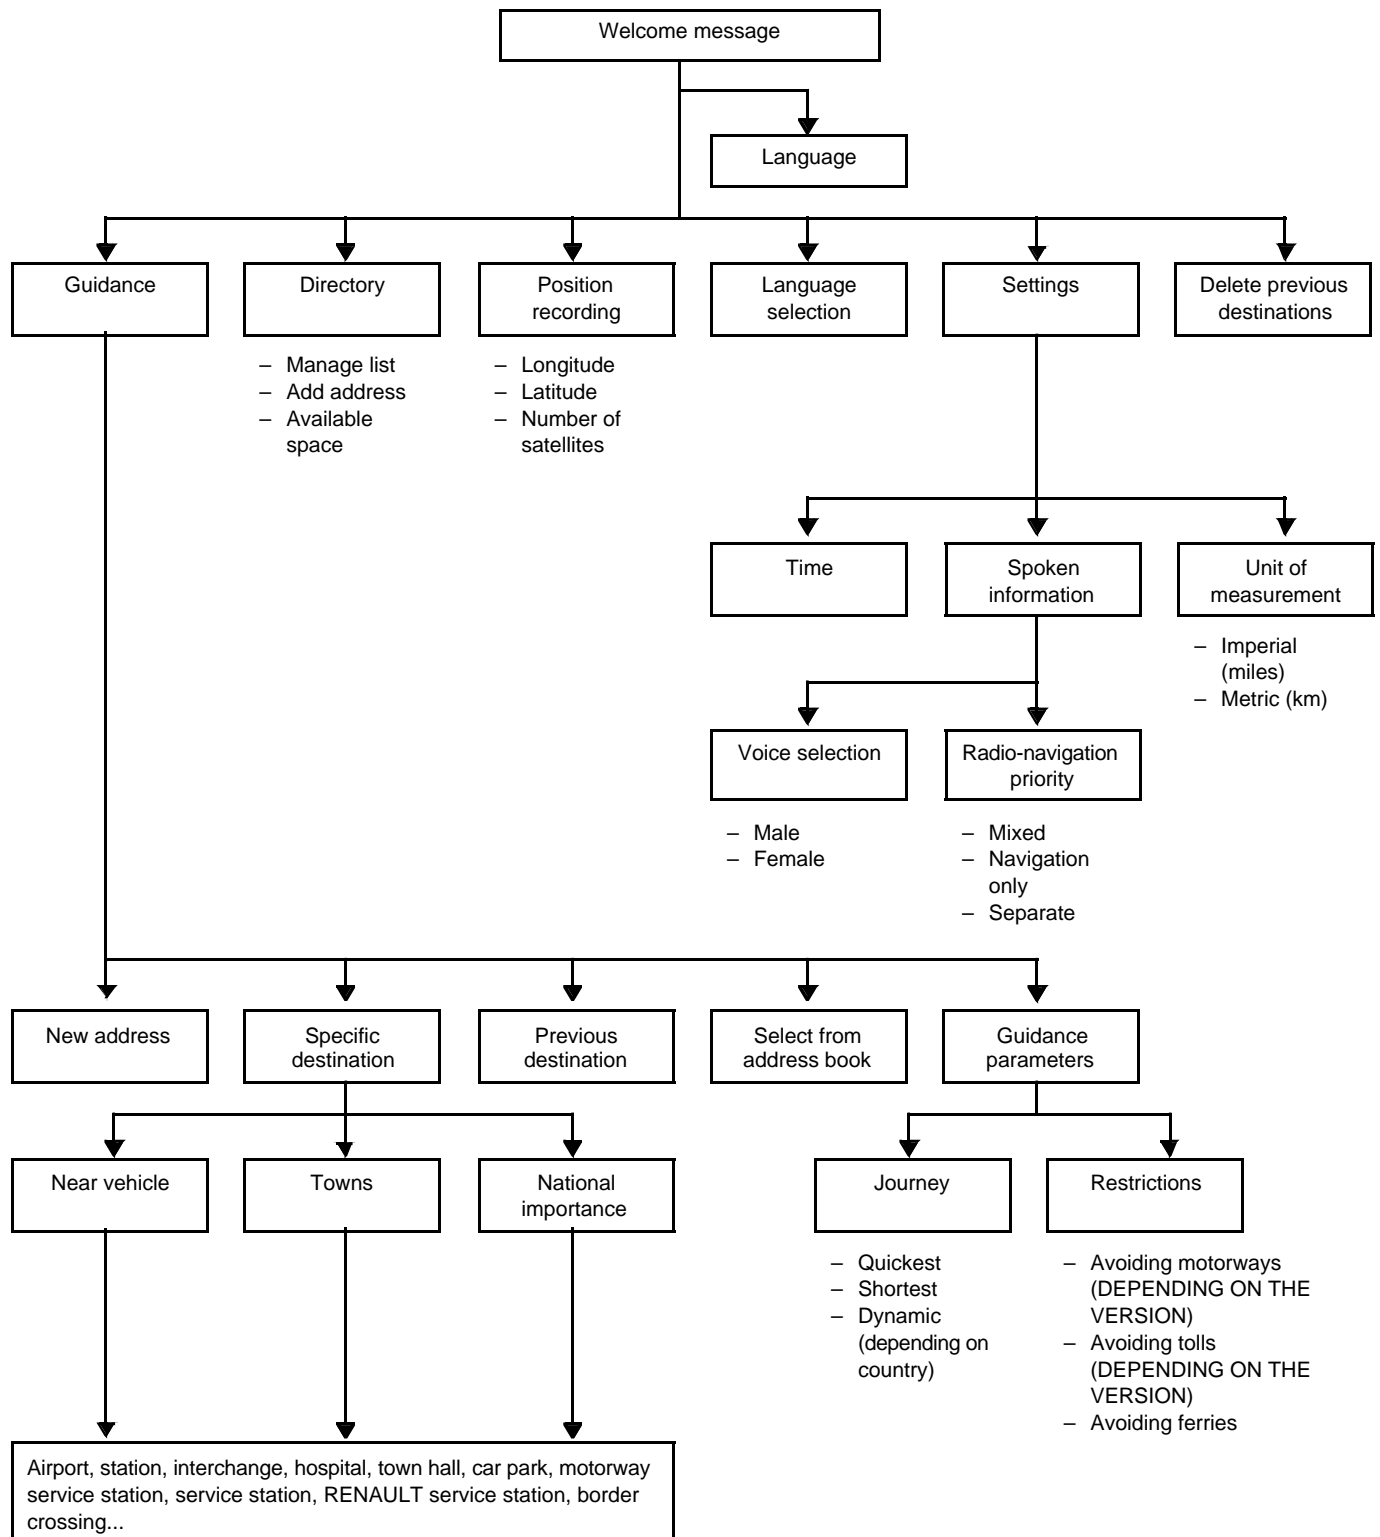 Welcome message
Language
Guidance
Directory
Position
recording
Language
selection
Settings
Delete previous
destinations
– Manage list
– Add address
– Available
space
– Longitude
– Latitude
– Number of
satellites
Time
Spoken
information
Unit of
measurement
– Imperial
(miles)
– Metric (km)
Voice selection
Radio-navigation
priority
– Male
– Female
– Mixed
– Navigation
only
– Separate
New address
Specific
destination
Previous
destination
Select from
address book
Guidance
parameters
Near vehicle
Towns
National
importance
Journey
Restrictions
– Quickest
– Shortest
– Dynamic
(depending on
country)
– Avoiding motorways
(DEPENDING ON THE
VERSION)
– Avoiding tolls
(DEPENDING ON THE
VERSION)
– Avoiding ferries
Airport, station, interchange, hospital, town hall, car park, motorway
service station, service station, RENAULT service station, border
crossing...